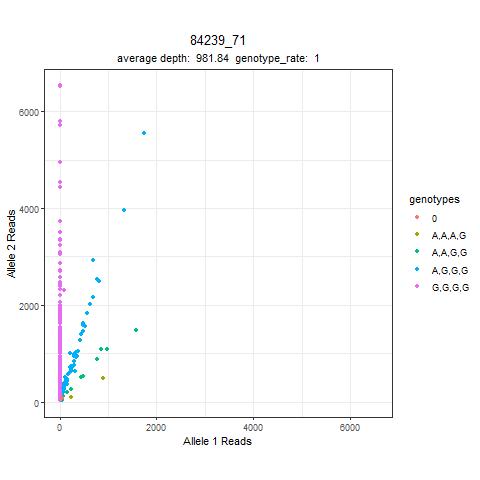 84239_71
average depth:  981.84  genotype_rate:  1
6000
4000
2000
0
Allele 2 Reads
0
2000
4000
6000
Allele 1 Reads
genotypes
0
A,A,A,G
A,A,G,G
A,G,G,G
G,G,G,G